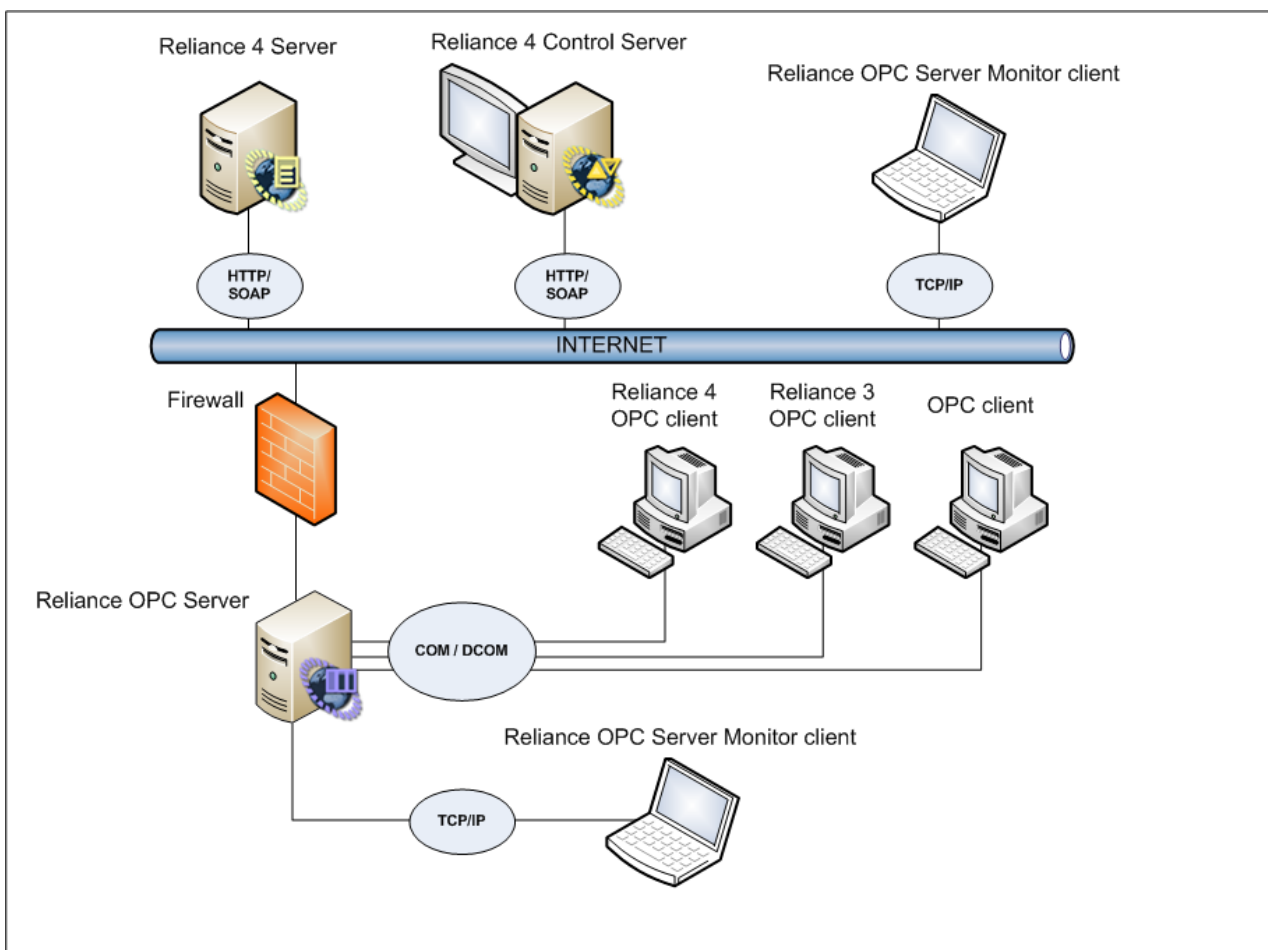 Reliance 4 Server
Reliance 4 Control Server
Reliance OPC Server Monitor client
HTTP/
SOAP
HTTP/
SOAP
TCP/IP
INTERNET
Firewall
Reliance 4
OPC client
Reliance 3
OPC client
OPC client
Reliance OPC Server
COM / DCOM
Reliance OPC Server Monitor client
TCP/IP